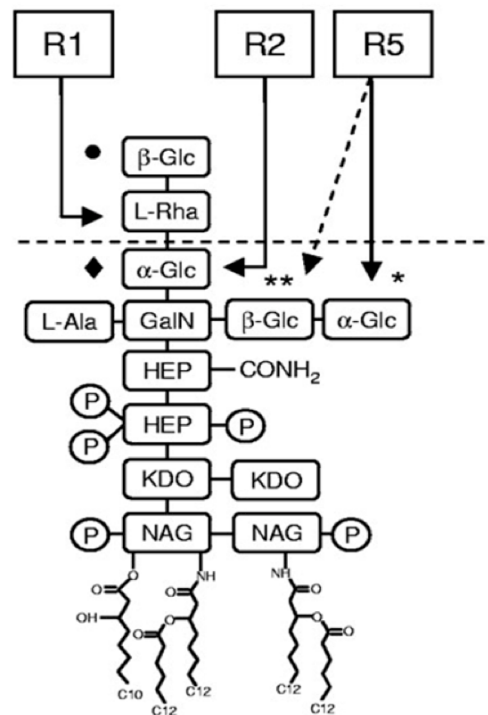 R1 R2 R5
β-Glc
L-Rha
α-Glc
** *
L-Ala GalN β-Glc α-Glc
HEP CONH₂
P
HEP P
P
KDO KDO
P NAG NAG P
O NH NH
O O O
OH O O O O
C10 C12 C12
C12 C12